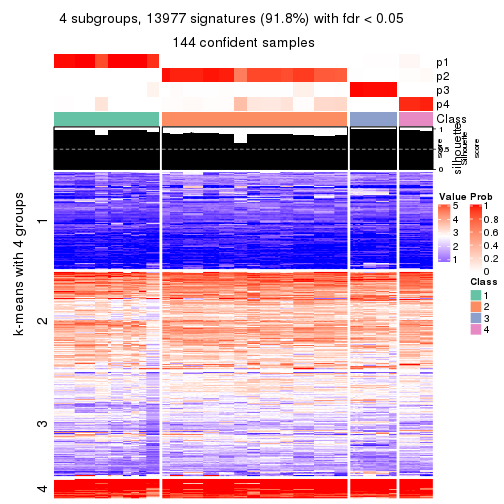 4 subgroups, 13977 signatures (91.8%) with fdr < 0.05
144 confident samples
p1
p2
p3
p4
Class
silhouette
1
0.5
0
Silhouette
score
k-means with 4 groups
1
2
3
4
Value
5
4
3
2
1
Prob
1
0.8
0.6
0.4
0.2
0
Class
1
2
3
4